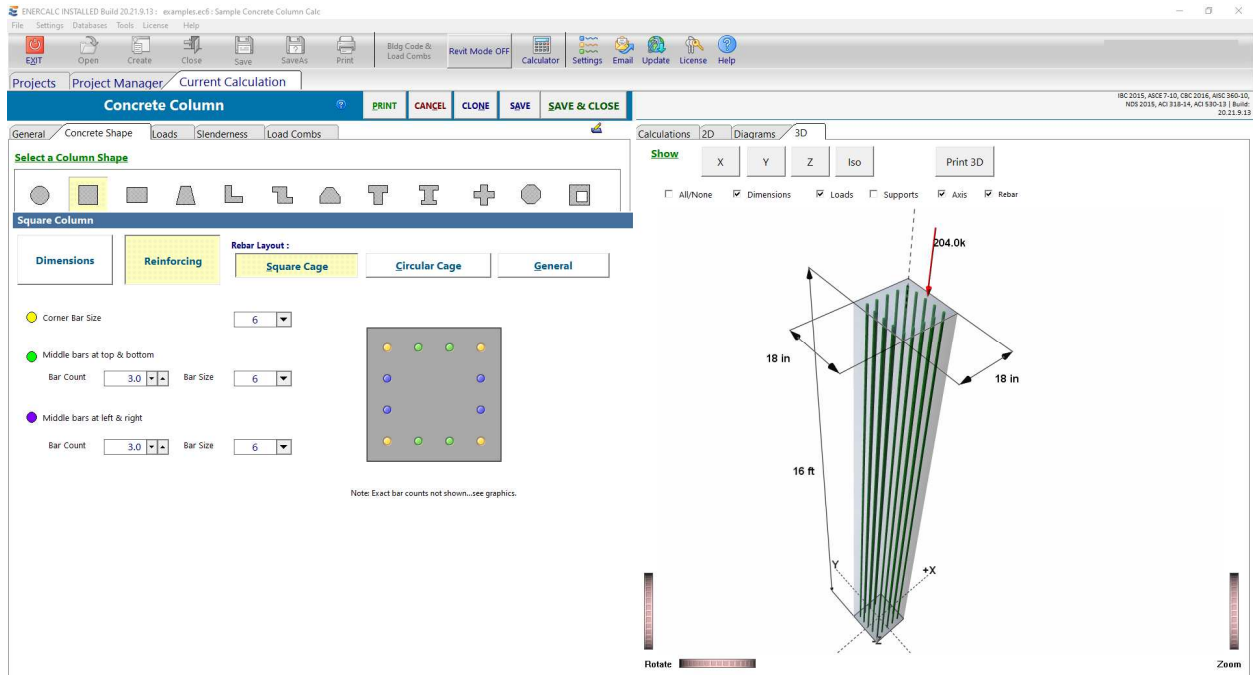 ENERCALC INSTALLED Build 20.21.9.13 : examples.ec6 : Sample Concrete Column Calc
File Settings Databases Tools License Help
EXIT Open Create Close Save SaveAs Print Bldg Code & Load Combs Revit Mode OFF Calculator Settings Email Update License Help
Projects Project Manager Current Calculation
Concrete Column PRINT CANCEL CLONE SAVE SAVE & CLOSE
IBC 2015, ASCE 7-10, CBC 2016, AISC 360-10,
NDS 2015, ACI 318-14, ACI 530-13 | Build:
20.21.9.13
General Concrete Shape Loads Slenderness Load Combs
Select a Column Shape
Square Column
Dimensions Reinforcing
Rebar Layout :
Square Cage Circular Cage General
Corner Bar Size 6
Middle bars at top & bottom
Bar Count 3.0 Bar Size 6
Middle bars at left & right
Bar Count 3.0 Bar Size 6
Note: Exact bar counts not shown...see graphics.
Calculations 2D Diagrams 3D
Show X Y Z Iso Print 3D
All/None Dimensions Loads Supports Axis Rebar
204.0k
18 in
18 in
16 ft
Y
+X
-Z
Rotate Zoom